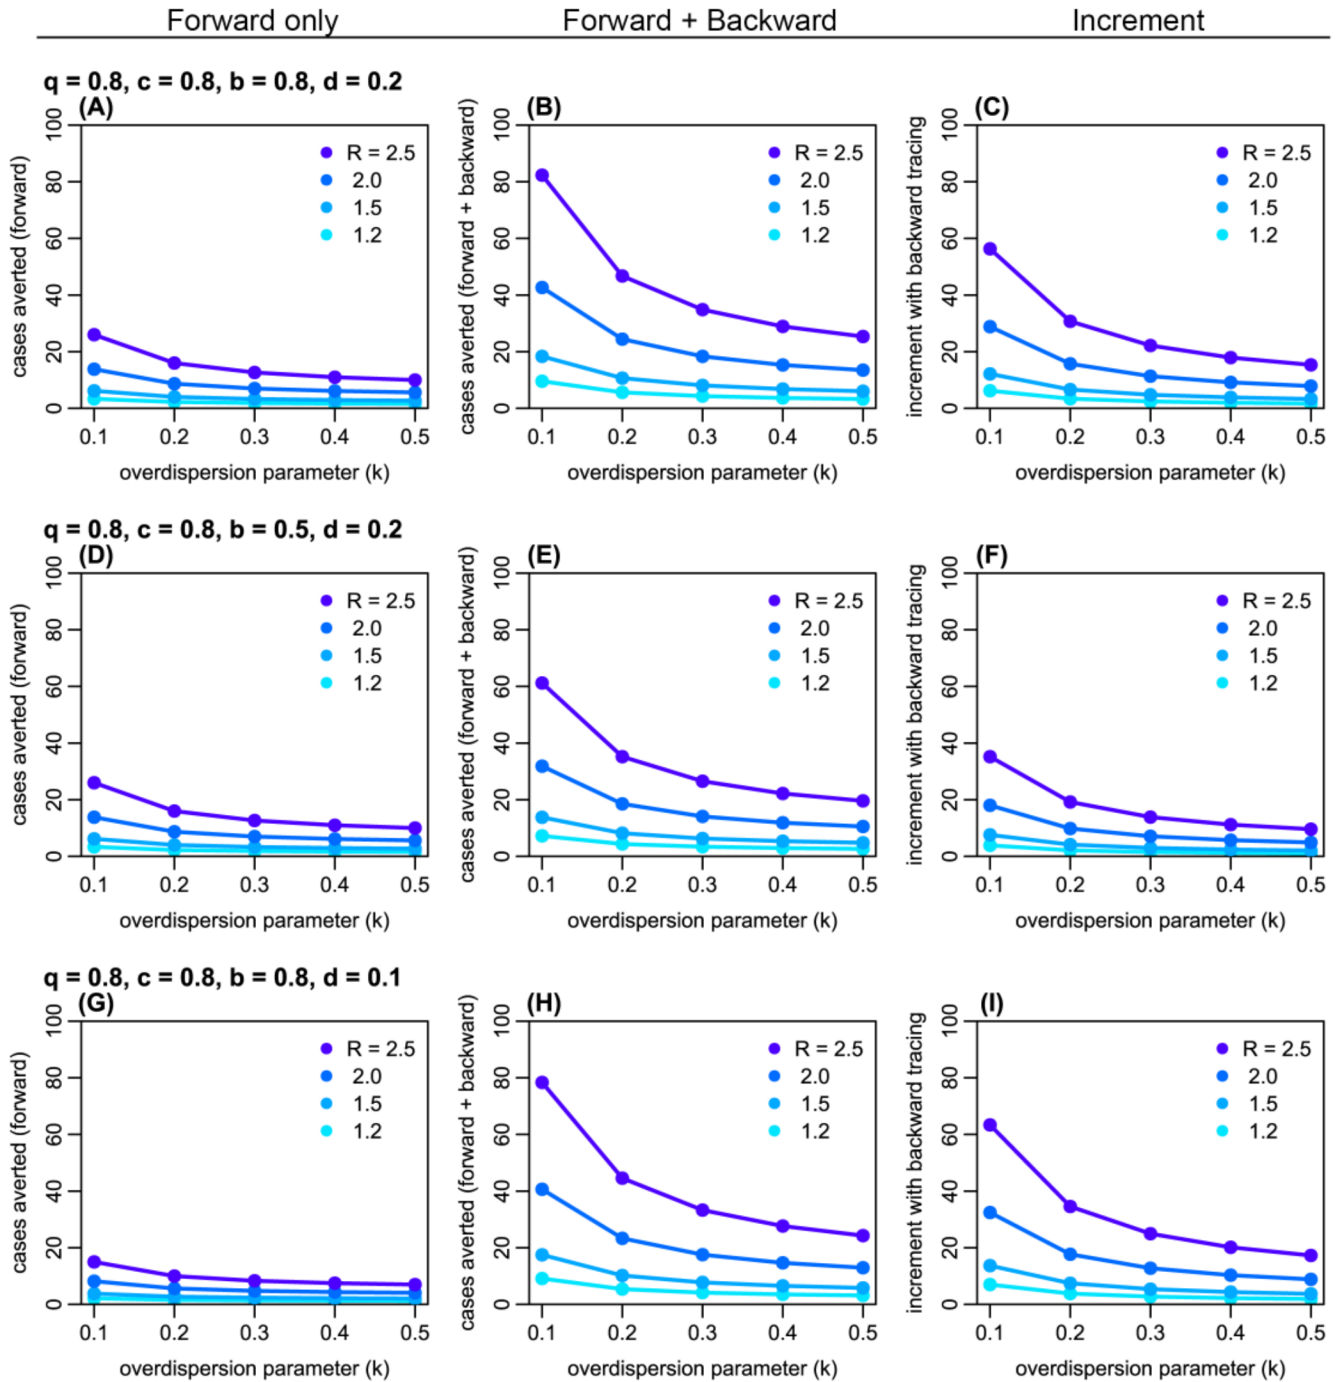 Forward only Forward + Backward Increment
q = 0.8, c = 0.8, b = 0.8, d = 0.2
(A)
cases averted (forward)
100
80
60
40
20
0
R = 2.5
2.0
1.5
1.2
0.1 0.2 0.3 0.4 0.5
overdispersion parameter (k)
(B)
cases averted (forward + backward)
100
80
60
40
20
0
R = 2.5
2.0
1.5
1.2
0.1 0.2 0.3 0.4 0.5
overdispersion parameter (k)
(C)
increment with backward tracing
100
80
60
40
20
0
R = 2.5
2.0
1.5
1.2
0.1 0.2 0.3 0.4 0.5
overdispersion parameter (k)
q = 0.8, c = 0.8, b = 0.5, d = 0.2
(D)
cases averted (forward)
100
80
60
40
20
0
R = 2.5
2.0
1.5
1.2
0.1 0.2 0.3 0.4 0.5
overdispersion parameter (k)
(E)
cases averted (forward + backward)
100
80
60
40
20
0
R = 2.5
2.0
1.5
1.2
0.1 0.2 0.3 0.4 0.5
overdispersion parameter (k)
(F)
increment with backward tracing
100
80
60
40
20
0
R = 2.5
2.0
1.5
1.2
0.1 0.2 0.3 0.4 0.5
overdispersion parameter (k)
q = 0.8, c = 0.8, b = 0.8, d = 0.1
(G)
cases averted (forward)
100
80
60
40
20
0
R = 2.5
2.0
1.5
1.2
0.1 0.2 0.3 0.4 0.5
overdispersion parameter (k)
(H)
cases averted (forward + backward)
100
80
60
40
20
0
R = 2.5
2.0
1.5
1.2
0.1 0.2 0.3 0.4 0.5
overdispersion parameter (k)
(I)
increment with backward tracing
100
80
60
40
20
0
R = 2.5
2.0
1.5
1.2
0.1 0.2 0.3 0.4 0.5
overdispersion parameter (k)